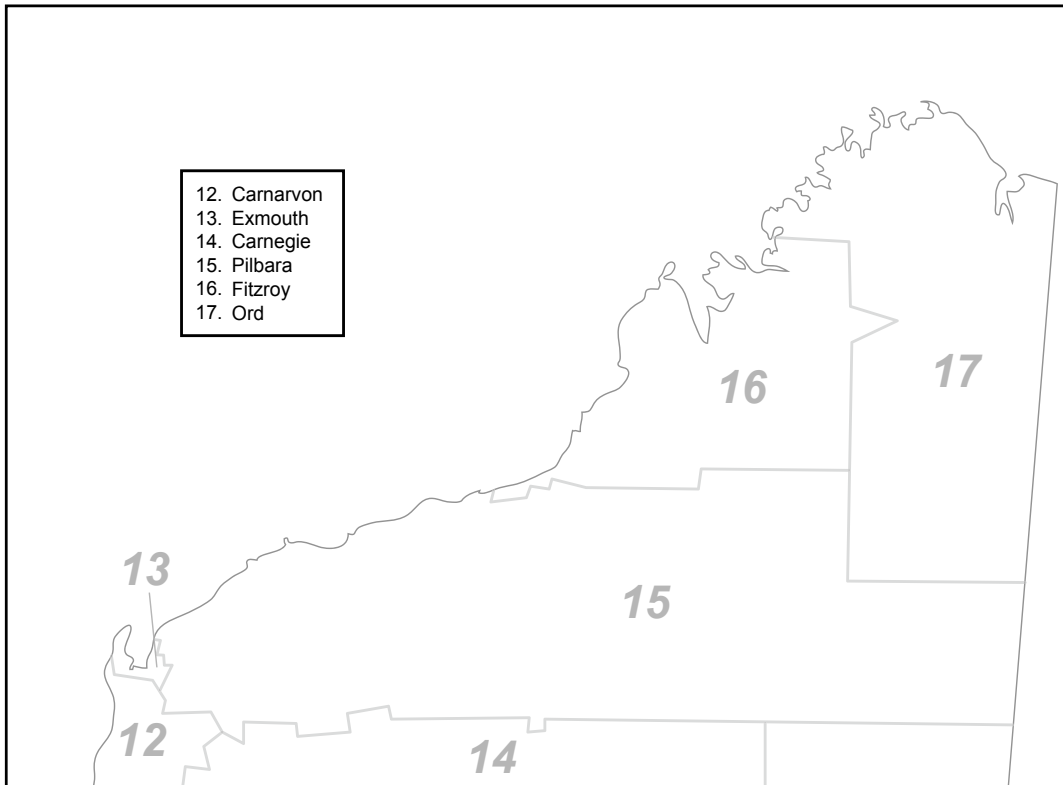 12. Carnarvon
13. Exmouth
14. Carnegie
15. Pilbara
16. Fitzroy
17. Ord
17
16
13
15
12
14